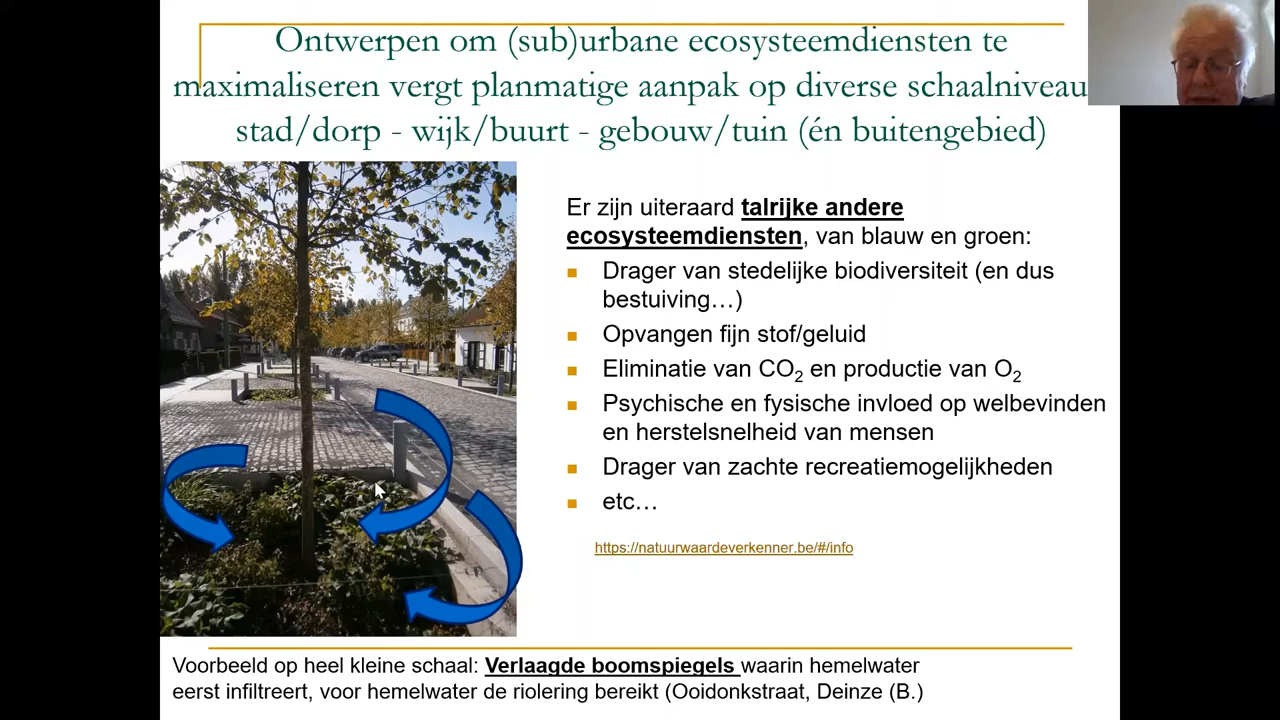 Ontwerpen om (sub)urbane ecosysteemdiensten te
maximaliseren vergt planmatige aanpak op diverse schaalniveau
stad/dorp - wijk/buurt - gebouw/tuin (én buitengebied)
Er zijn uiteraard talrijke andere
ecosysteemdiensten, van blauw en groen:
Drager van stedelijke biodiversiteit (en dus
bestuiving…)
Opvangen fijn stof/geluid
Eliminatie van CO₂ en productie van O₂
Psychische en fysische invloed op welbevinden
en herstelsnelheid van mensen
Drager van zachte recreatiemogelijkheden
etc…
https://natuurwaardeverkenner.be/#/info
Voorbeeld op heel kleine schaal: Verlaagde boomspiegels waarin hemelwater
eerst infiltreert, voor hemelwater de riolering bereikt (Ooidonkstraat, Deinze (B.)